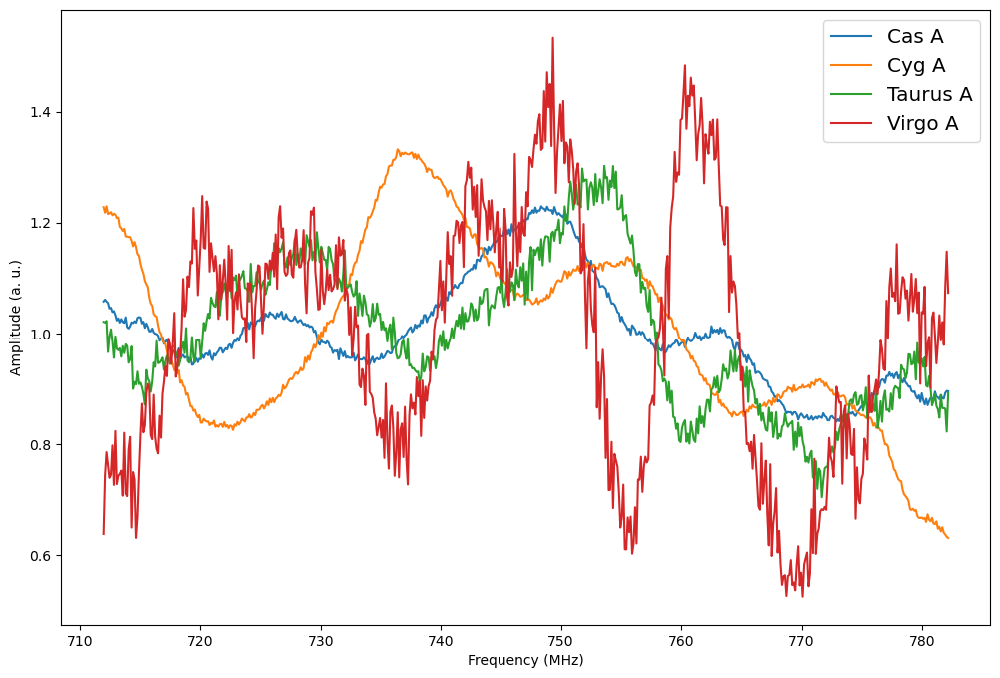 Cas A
Cyg A
Taurus A
Virgo A
1.4
1.2
1.0
0.8
0.6
Amplitude (a. u.)
710 720 730 740 750 760 770 780
Frequency (MHz)